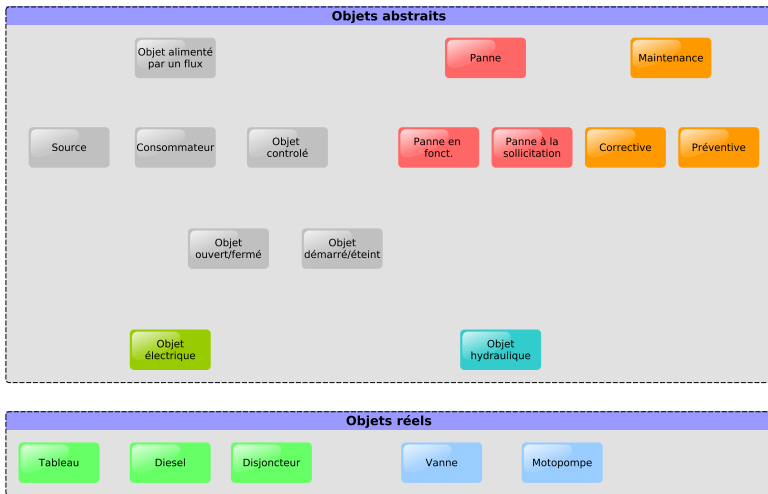 Objets abstraits
Objet alimenté
par un flux
Panne
Maintenance
Source
Consommateur
Objet
controlé
Panne en
fonct.
Panne à la
sollicitation
Corrective
Préventive
Objet
ouvert/fermé
Objet
démarré/éteint
Objet
électrique
Objet
hydraulique
Objets réels
Tableau
Diesel
Disjoncteur
Vanne
Motopompe